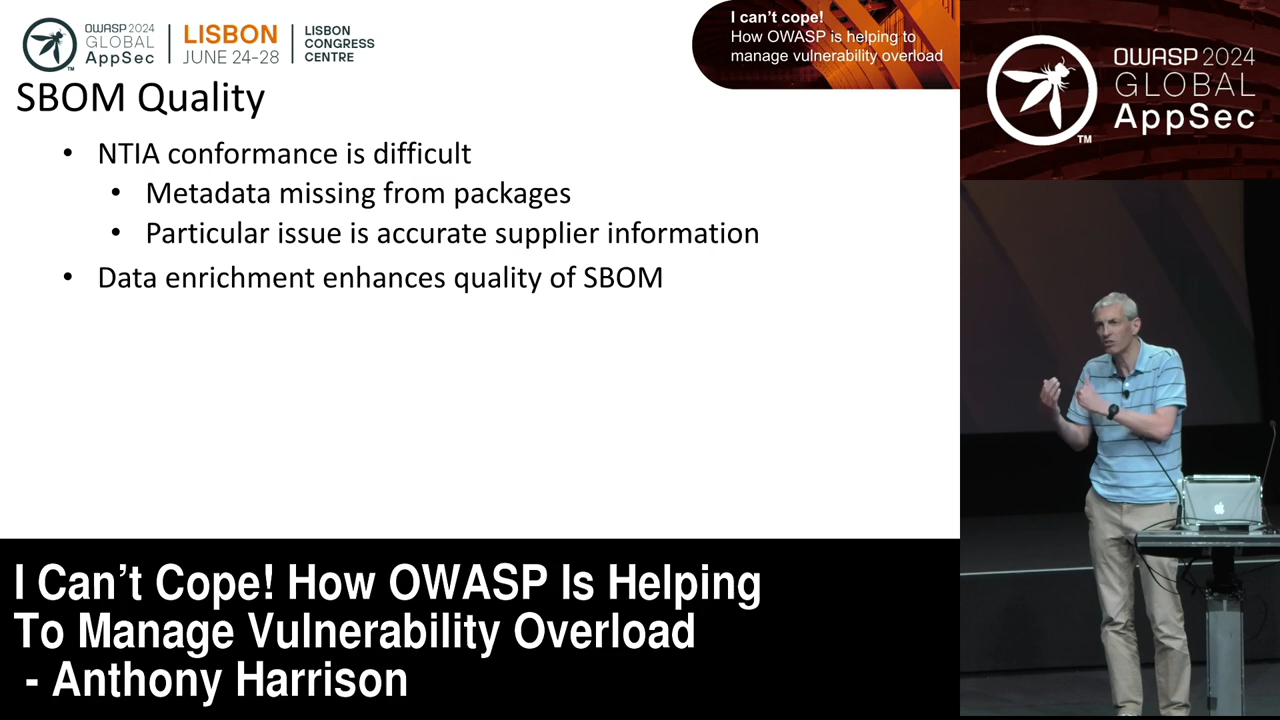 OWASP 2024
GLOBAL
AppSec
TM
LISBON
JUNE 24-28
LISBON
CONGRESS
CENTRE
I can't cope!
How OWASP is helping to
manage vulnerability overload
SBOM Quality
• NTIA conformance is difficult
• Metadata missing from packages
• Particular issue is accurate supplier information
• Data enrichment enhances quality of SBOM
OWASP 2024
GLOBAL
AppSec
TM
I Can’t Cope! How OWASP Is Helping
To Manage Vulnerability Overload
- Anthony Harrison